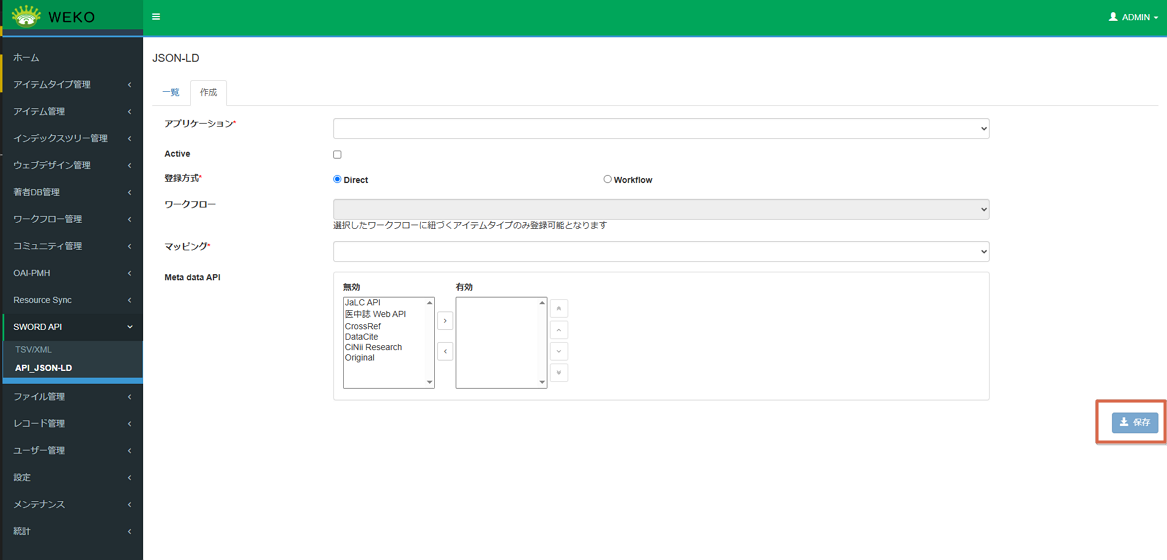 WEKO
ADMIN
ホーム
アイテムタイプ管理
アイテム管理
インデックスツリー管理
ウェブデザイン管理
著者DB管理
ワークフロー管理
コミュニティ管理
OAI-PMH
Resource Sync
SWORD API
TSV/XML
API_JSON-LD
ファイル管理
レコード管理
ユーザー管理
設定
メンテナンス
統計
JSON-LD
一覧 作成
アプリケーション*
Active
登録方式* Direct Workflow
ワークフロー
選択したワークフローに紐づくアイテムタイプのみ登録可能となります
マッピング*
Meta data API
無効 有効
JaLC API
医中誌 Web API
CrossRef
DataCite
CiNii Research
Original
保存